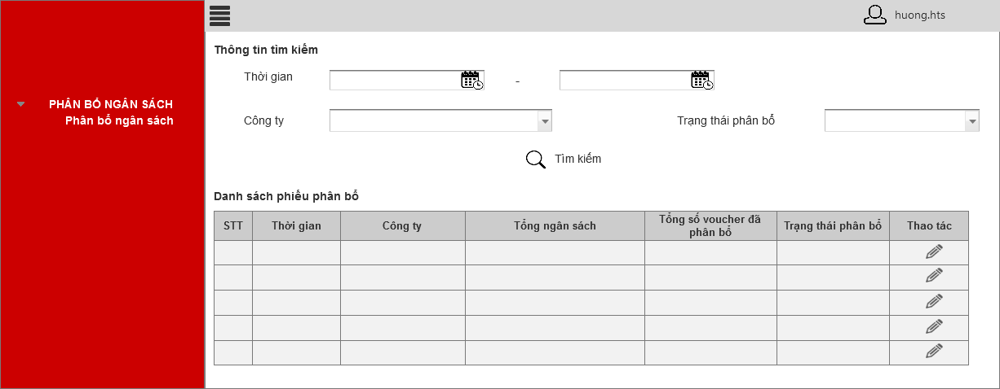 huong.hts
PHÂN BỔ NGÂN SÁCH
Phân bổ ngân sách
Thông tin tìm kiếm
Thời gian
-
Công ty
Trạng thái phân bổ
Tìm kiếm
Danh sách phiếu phân bổ
STT
Thời gian
Công ty
Tổng ngân sách
Tổng số voucher đã
phân bổ
Trạng thái phân bổ
Thao tác